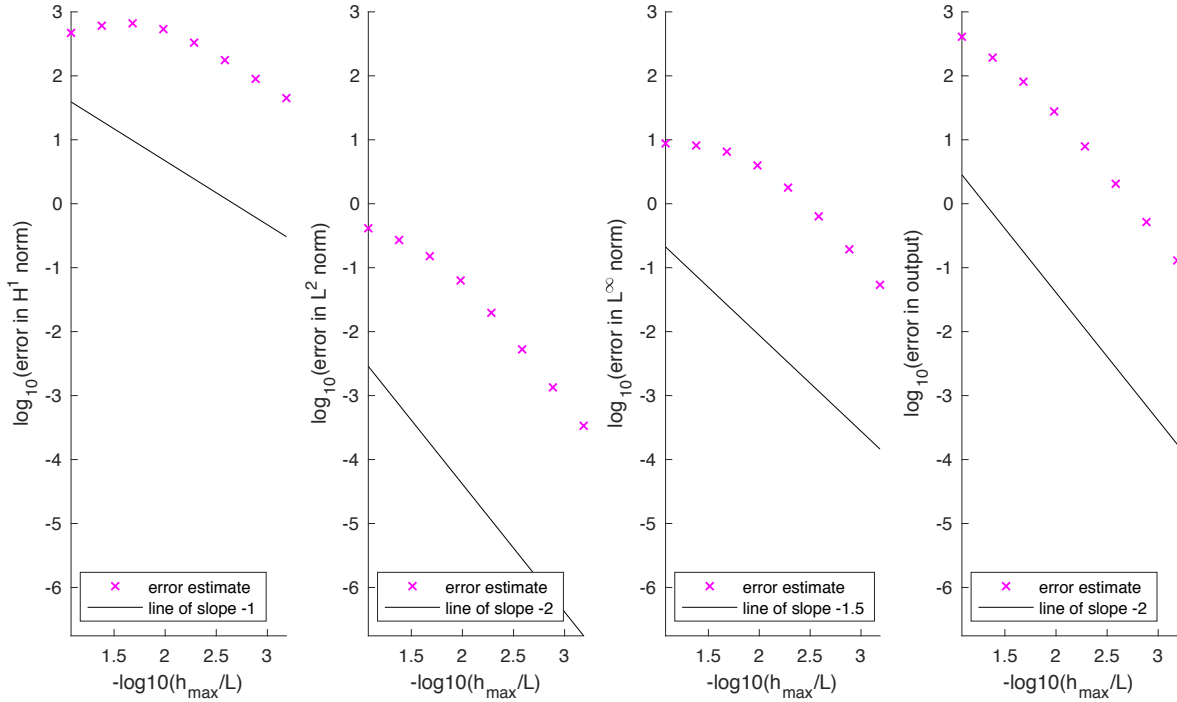 3
2
1
0
-1
-2
-3
-4
-5
-6
log10(error in H1 norm)
error estimate
line of slope -1
1.5 2 2.5 3
-log10(hmax/L)
3
2
1
0
-1
-2
-3
-4
-5
-6
log10(error in L2 norm)
error estimate
line of slope -2
1.5 2 2.5 3
-log10(hmax/L)
3
2
1
0
-1
-2
-3
-4
-5
-6
log10(error in L∞ norm)
error estimate
line of slope -1.5
1.5 2 2.5 3
-log10(hmax/L)
3
2
1
0
-1
-2
-3
-4
-5
-6
log10(error in output)
error estimate
line of slope -2
1.5 2 2.5 3
-log10(hmax/L)